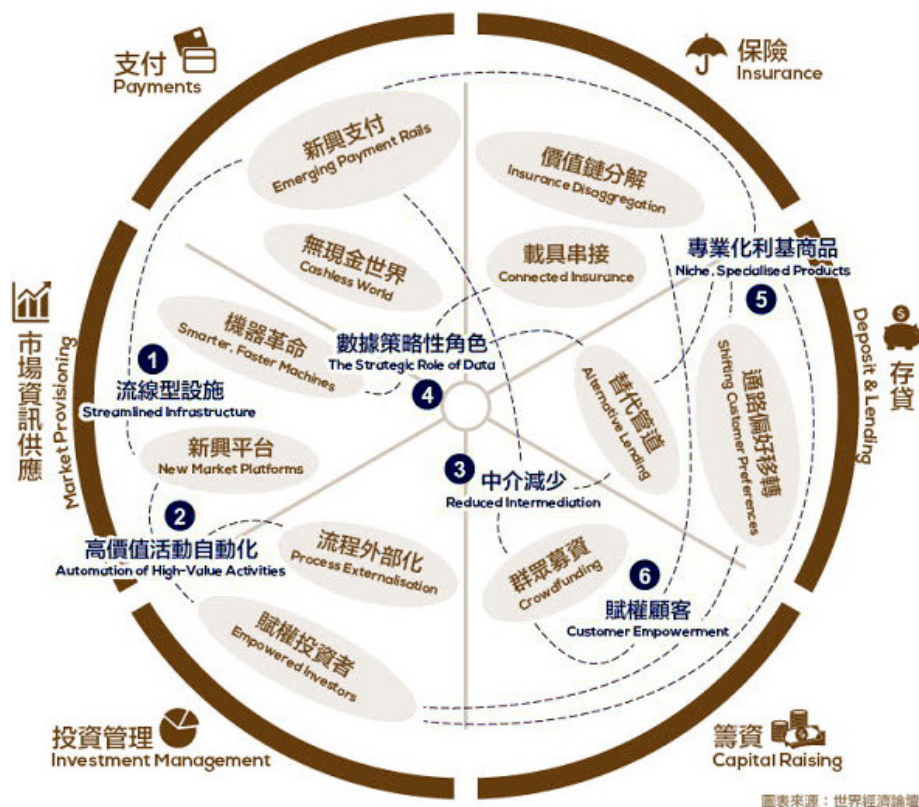 支付
Payments
保險
Insurance
新興支付
Emerging Payment Rails
價值鏈分解
Insurance Disaggregation
無現金世界
Cashless World
載具串接
Connected Insurance
專業化利基商品
Niche, Specialised Products
5
市場資訊供應
Market Provisioning
機器革命
Smarter, Faster Machines
1
流線型設施
Streamlined Infrastructure
數據策略性角色
The Strategic Role of Data
4
替代管道
Alternative Lending
通路偏好移轉
Shifting Customer Preferences
存貸
Deposit & Lending
新興平台
New Market Platforms
3
中介減少
Reduced Intermediation
2
高價值活動自動化
Automation of High-Value Activities
流程外部化
Process Externalisation
群眾募資
Crowdfunding
6
賦權顧客
Customer Empowerment
賦權投資者
Empowered Investors
投資管理
Investment Management
籌資
Capital Raising
圖表來源：世界經濟論壇